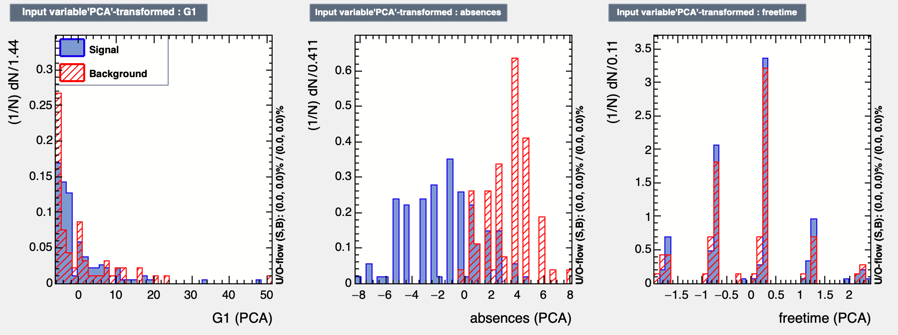 Input variable'PCA'-transformed : G1
(1/N) dN/1.44
0.3
0.25
0.2
0.15
0.1
0.05
0
Signal
Background
U/O-flow (S,B): (0.0, 0.0)% / (0.0, 0.0)%
0 10 20 30 40 50
G1 (PCA)
Input variable'PCA'-transformed : absences
(1/N) dN/0.411
0.6
0.5
0.4
0.3
0.2
0.1
0
U/O-flow (S,B): (0.0, 0.0)% / (0.0, 0.0)%
−8 −6 −4 −2 0 2 4 6 8
absences (PCA)
Input variable'PCA'-transformed : freetime
(1/N) dN/0.11
3.5
3
2.5
2
1.5
1
0.5
0
U/O-flow (S,B): (0.0, 0.0)% / (0.0, 0.0)%
−1.5 −1 −0.5 0 0.5 1 1.5 2
freetime (PCA)